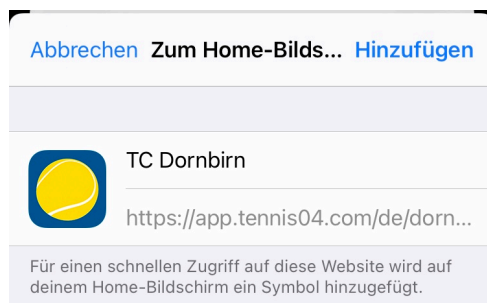 Abbrechen Zum Home-Bilds... Hinzufügen
TC Dornbirn
https://app.tennis04.com/de/dorn...
Für einen schnellen Zugriff auf diese Website wird auf
deinem Home-Bildschirm ein Symbol hinzugefügt.